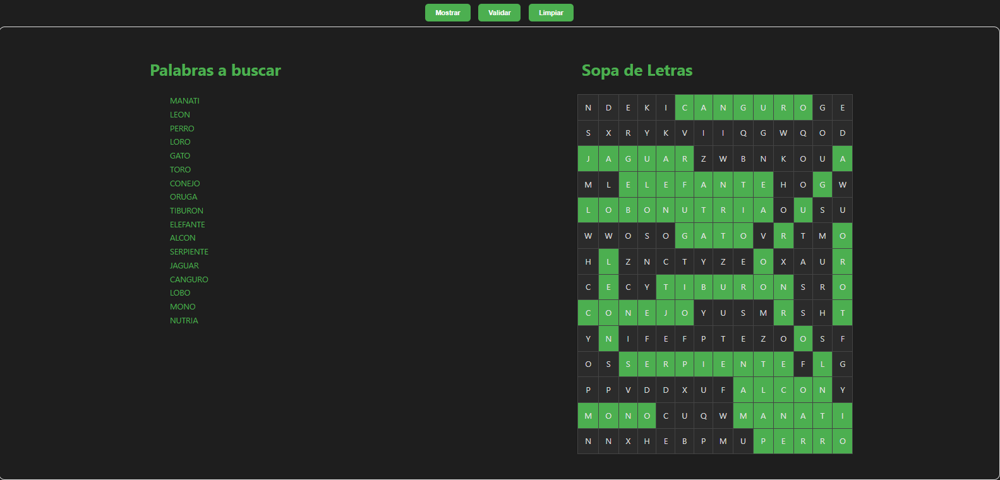 Mostrar Validar Limpiar
Palabras a buscar
MANATI
LEON
PERRO
LORO
GATO
TORO
CONEJO
ORUGA
TIBURON
ELEFANTE
ALCON
SERPIENTE
JAGUAR
CANGURO
LOBO
MONO
NUTRIA
Sopa de Letras
N D E K I C A N G U R O G E
S X R Y K V I I Q G W Q O D
J A G U A R Z W B N K O U A
M L E L E F A N T E H O G W
L O B O N U T R I A O U S U
W W O S O G A T O V R T M O
H L Z N C T Y Z E O X A U R
C E C Y T I B U R O N S R O
C O N E J O Y U S M R S H T
Y N I F E F P T E Z O O S F
O S S E R P I E N T E F L G
P P V D D X U F A L C O N Y
M O N O C U Q W M A N A T I
N N X H E B P M U P E R R O